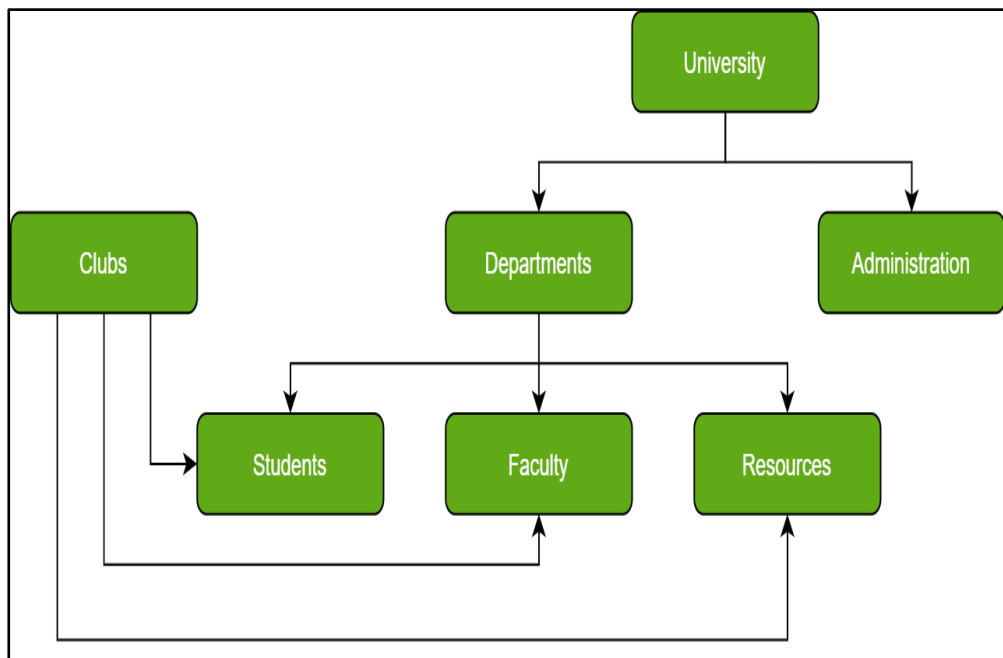 University
Clubs
Departments
Administration
Students
Faculty
Resources